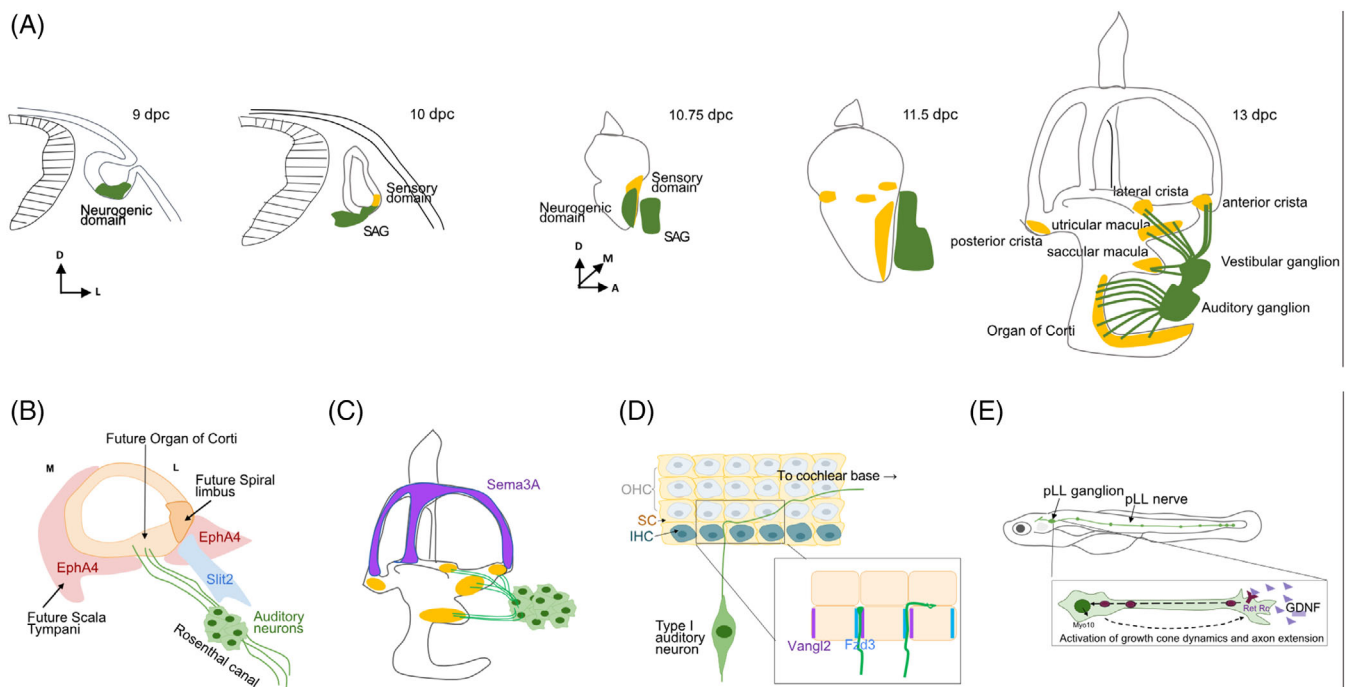 (A)
9 dpc
Neurogenic
domain
D
L
10 dpc
Sensory
domain
SAG
10.75 dpc
Sensory
domain
Neurogenic
domain
SAG
D
M
A
11.5 dpc
13 dpc
lateral crista
anterior crista
utricular macula
posterior crista
saccular macula
Vestibular ganglion
Auditory ganglion
Organ of Corti
(B)
Future Organ of Corti
M
L
Future Spiral
limbus
EphA4
EphA4
Slit2
Future Scala
Tympani
Auditory
neurons
Rosenthal canal
(C)
Sema3A
(D)
To cochlear base →
OHC
SC
IHC
Type I
auditory
neuron
Vangl2
Fzd3
(E)
pLL ganglion
pLL nerve
Ret Rc
GDNF
Myo10
Activation of growth cone dynamics and axon extension